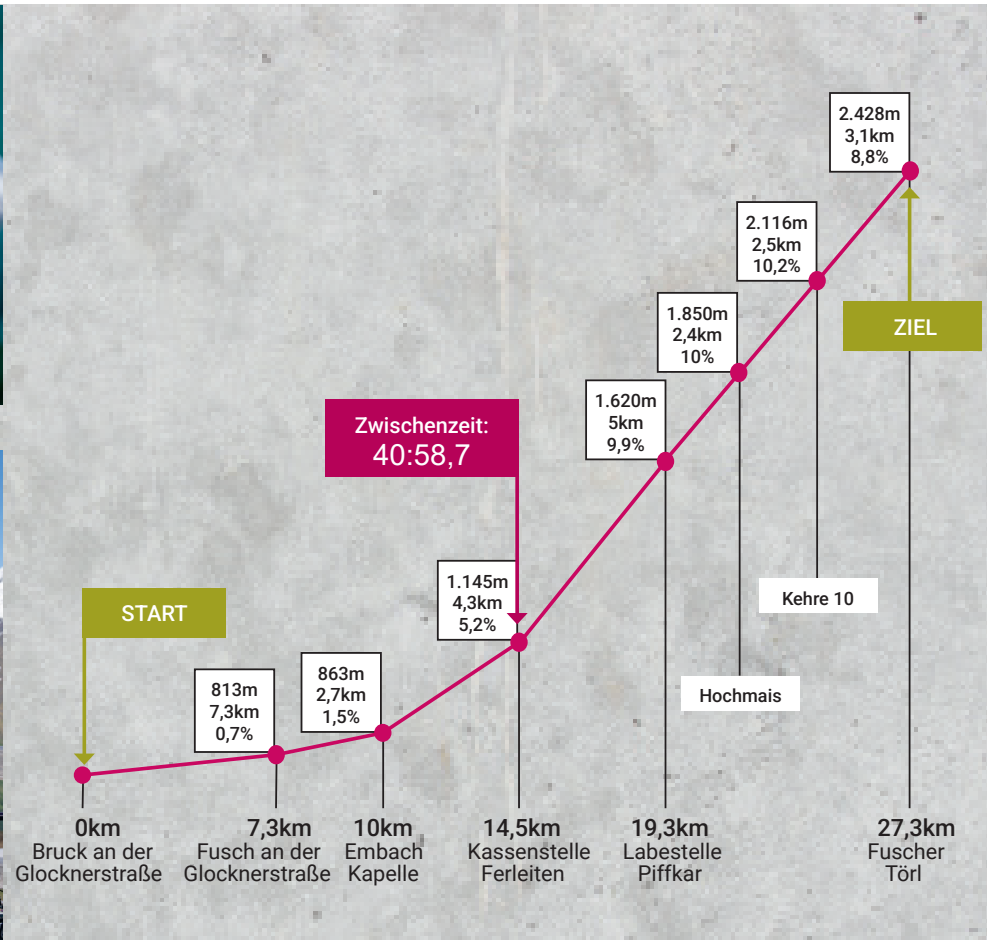 2.428m
3,1km
8,8%
2.116m
2,5km
10,2%
ZIEL
1.850m
2,4km
10%
1.620m
5km
9,9%
Zwischenzeit:
40:58,7
1.145m
4,3km
5,2%
START
Kehre 10
863m
2,7km
1,5%
813m
7,3km
0,7%
Hochmais
0km
Bruck an der
Glocknerstraße
7,3km
Fusch an der
Glocknerstraße
10km
Embach
Kapelle
14,5km
Kassenstelle
Ferleiten
19,3km
Labestelle
Piffkar
27,3km
Fuscher
Törl